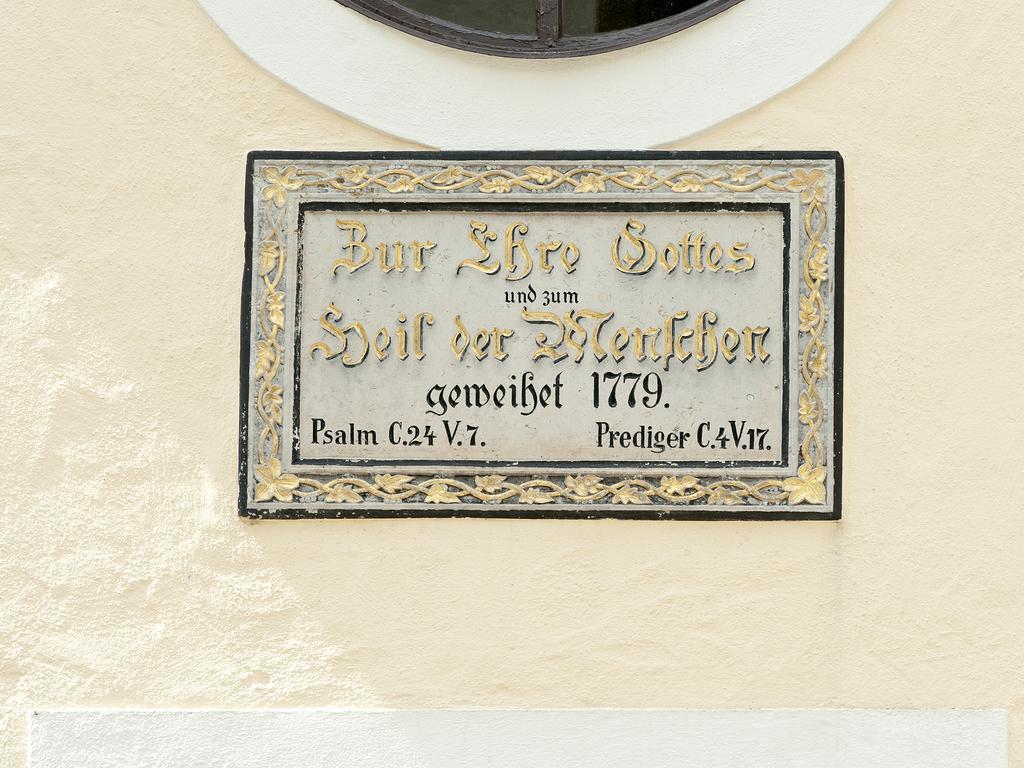 Zur Ehre Gottes
und zum
Heil der Menschen
geweihet 1779.
Psalm C.24 V.7. Prediger C.4 V.17.